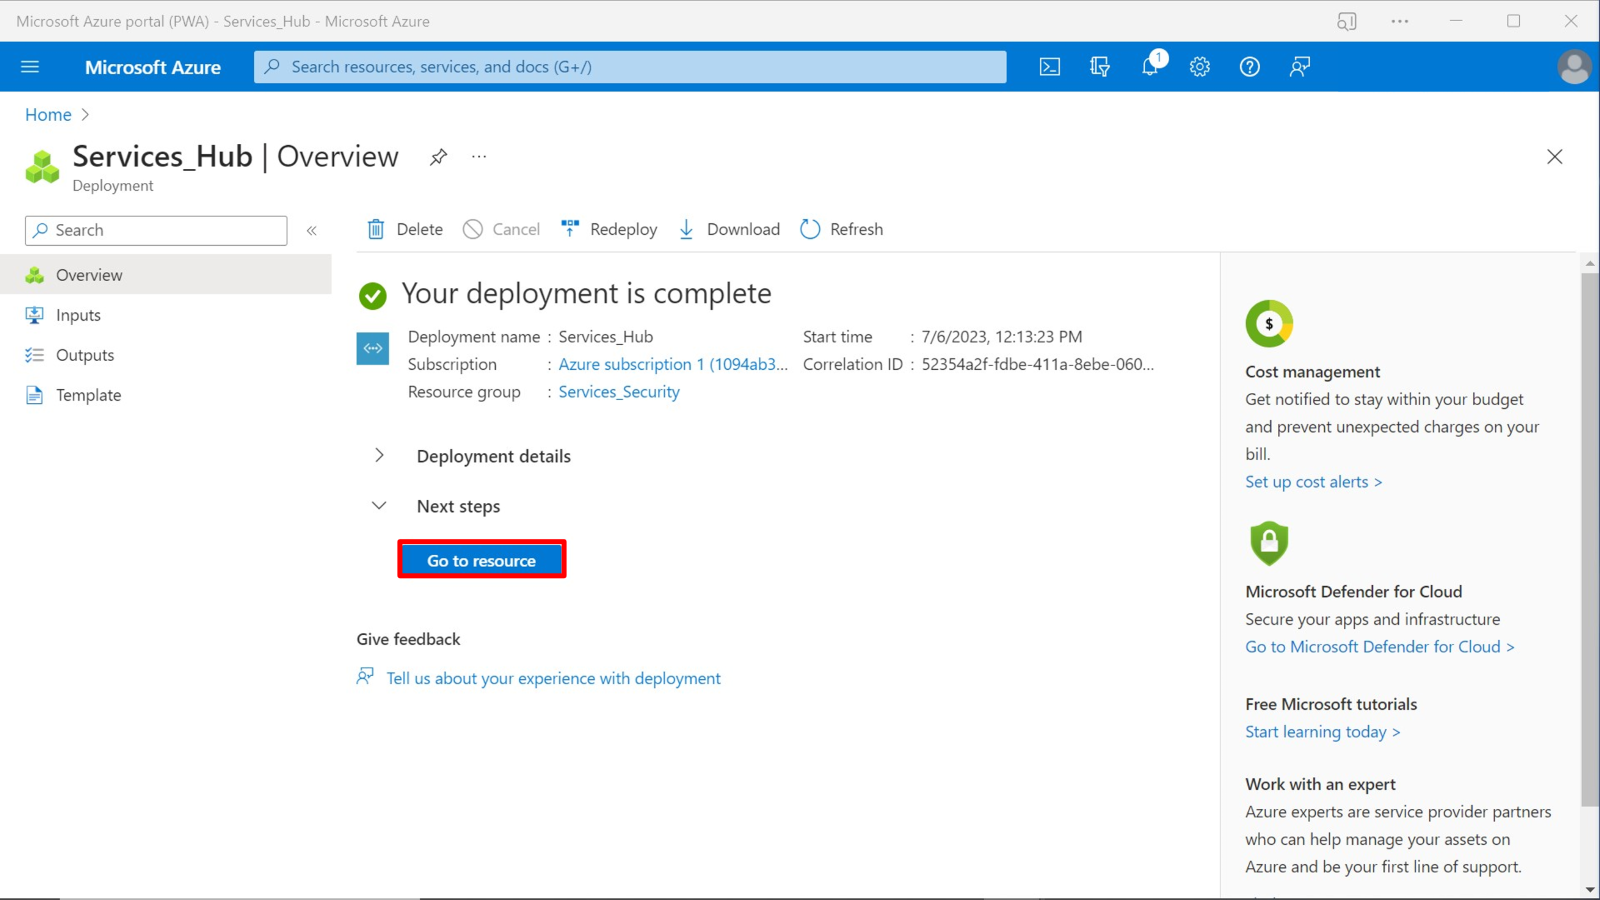 Microsoft Azure portal (PWA) - Services_Hub - Microsoft Azure
Microsoft Azure
Search resources, services, and docs (G+/)
1
Home
Services_Hub | Overview
Deployment
Search
Delete
Cancel
Redeploy
Download
Refresh
Overview
Inputs
Outputs
Template
Your deployment is complete
Deployment name : Services_Hub
Start time : 7/6/2023, 12:13:23 PM
Subscription : Azure subscription 1 (1094ab3...
Correlation ID : 52354a2f-fdbe-411a-8ebe-060...
Resource group : Services_Security
Deployment details
Next steps
Go to resource
Give feedback
Tell us about your experience with deployment
$
Cost management
Get notified to stay within your budget
and prevent unexpected charges on your
bill.
Set up cost alerts >
Microsoft Defender for Cloud
Secure your apps and infrastructure
Go to Microsoft Defender for Cloud >
Free Microsoft tutorials
Start learning today >
Work with an expert
Azure experts are service provider partners
who can help manage your assets on
Azure and be your first line of support.